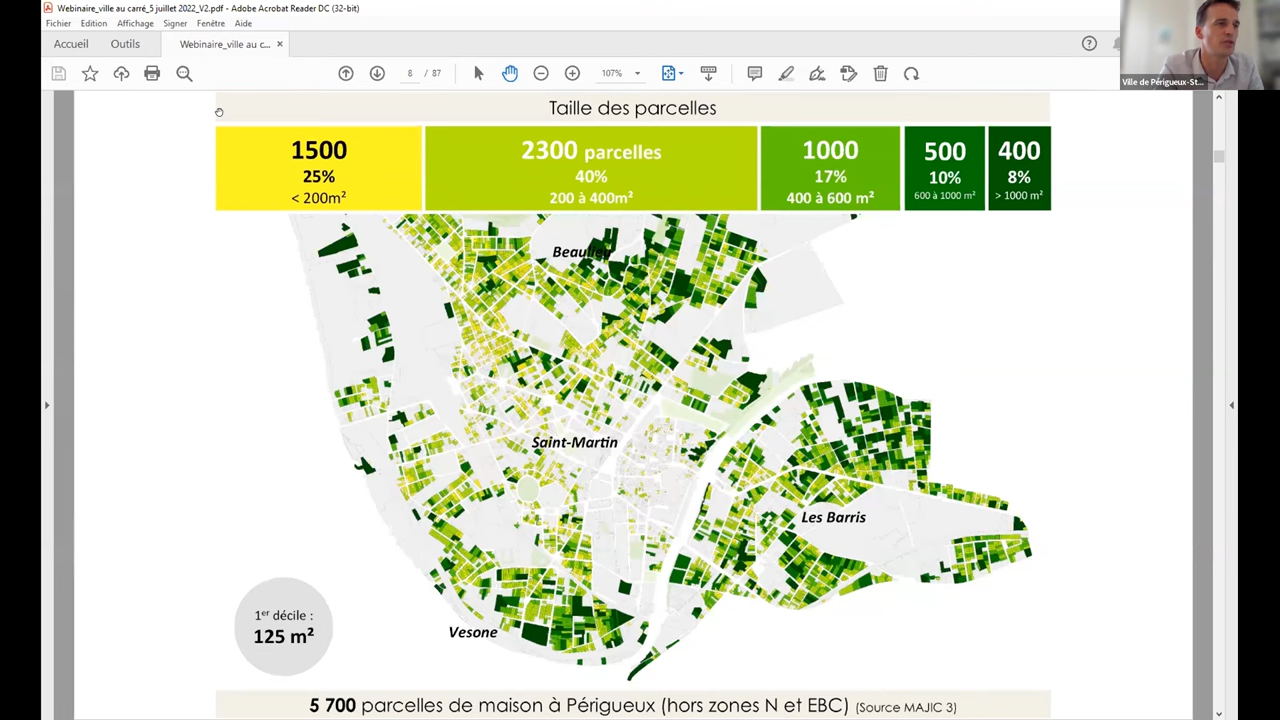 Webinaire_ville au carré_5 juillet 2022_V2.pdf - Adobe Acrobat Reader DC (32-bit)
Fichier Edition Affichage Signer Fenêtre Aide
Accueil Outils Webinaire_ville au c... ×
8 / 87 107%
Ville de Périgueux-St...
Taille des parcelles
1500 2300 parcelles 1000 500 400
25% 40% 17% 10% 8%
< 200m² 200 à 400m² 400 à 600 m² 600 à 1000 m² > 1000 m²
Beaulieu
Saint-Martin
Les Barris
1er décile :
125 m²
Vesone
5 700 parcelles de maison à Périgueux (hors zones N et EBC) (Source MAJIC 3)